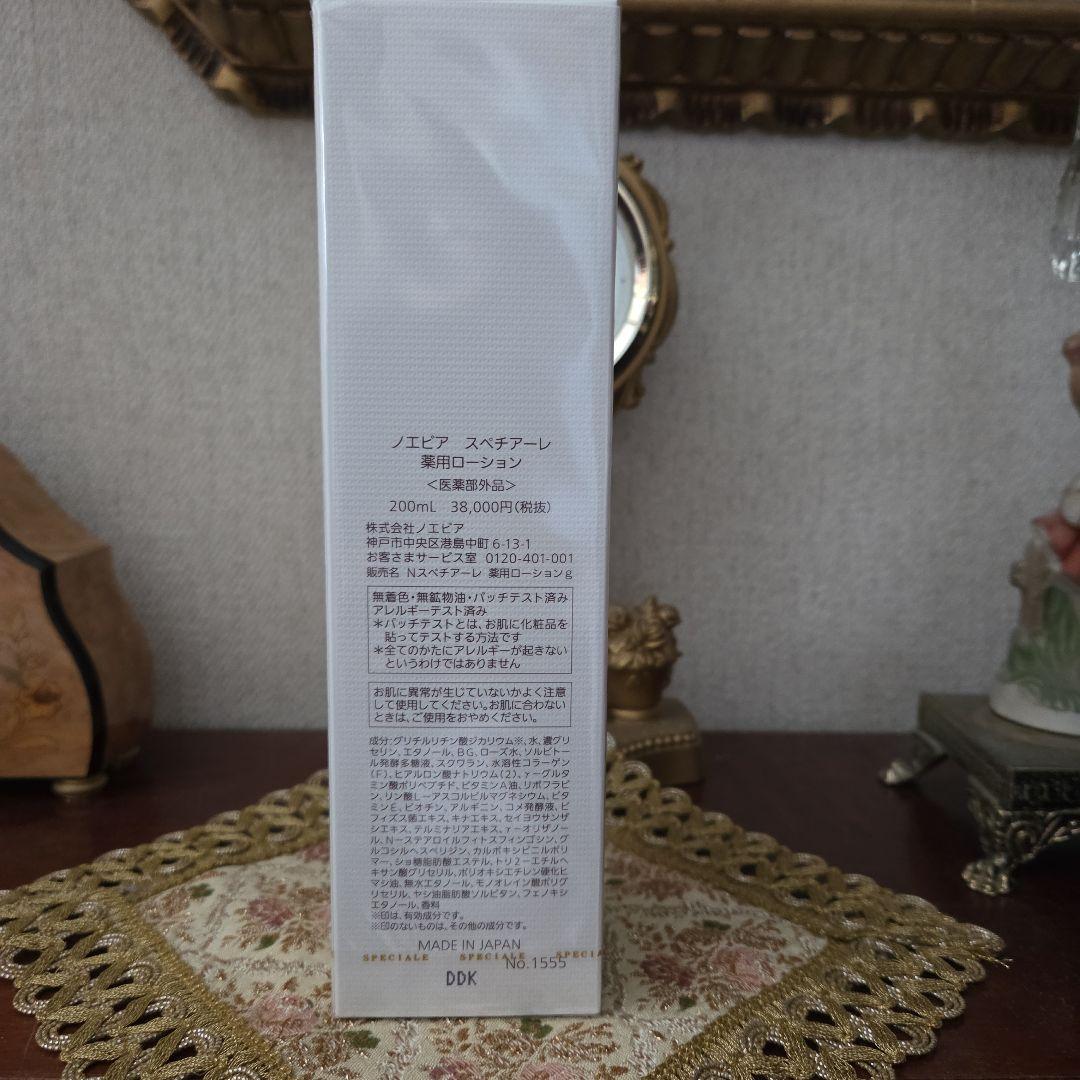 ノエビア　スペチアーレ
薬用ローション
<医薬部外品>
200mL　38,000円(税抜)
株式会社ノエビア
神戸市中央区港島中町6-13-1
お客さまサービス室 0120-401-001
販売名 Nスペチアーレ 薬用ローションg
無着色・無鉱物油・パッチテスト済み
アレルギーテスト済み
＊パッチテストとは、お肌に化粧品を
貼ってテストする方法です
＊全てのかたにアレルギーが起きない
というわけではありません
お肌に異常が生じていないかよく注意
して使用してください。お肌に合わない
ときは、ご使用をおやめください。
成分:グリチルリチン酸ジカリウム※、水、濃グリ
セリン、エタノール、BG、ローズ水、ソルビトー
ル発酵多糖液、スクワラン、水溶性コラーゲン
(F)、ヒアルロン酸ナトリウム(2)、γーグルタ
ミン酸ポリペプチド、ビタミンA油、リボフラビ
ン、リン酸Lーアスコルビルマグネシウム、ビタ
ミンE、ビオチン、アルギニン、コメ発酵液、ビ
フィズス菌エキス、キナエキス、セイヨウサンザ
シエキス、テルミナリアエキス、γーオリザノー
ル、Nーステアロイルフィトスフィンゴシン、グ
ルコシルヘスペリジン、カルボキシビニルポリ
マー、ショ糖脂肪酸エステル、トリ2ーエチルヘ
キサン酸グリセリル、ポリオキシエチレン硬化ヒ
マシ油、無水エタノール、モノオレイン酸ポリグ
リセリル、ヤシ油脂肪酸ソルビタン、フェノキシ
エタノール、香料
※印は、有効成分です。
※印のないものは、その他の成分です。
MADE IN JAPAN
SPECIALE SPECIALE SPECIA
No.1555
DDK